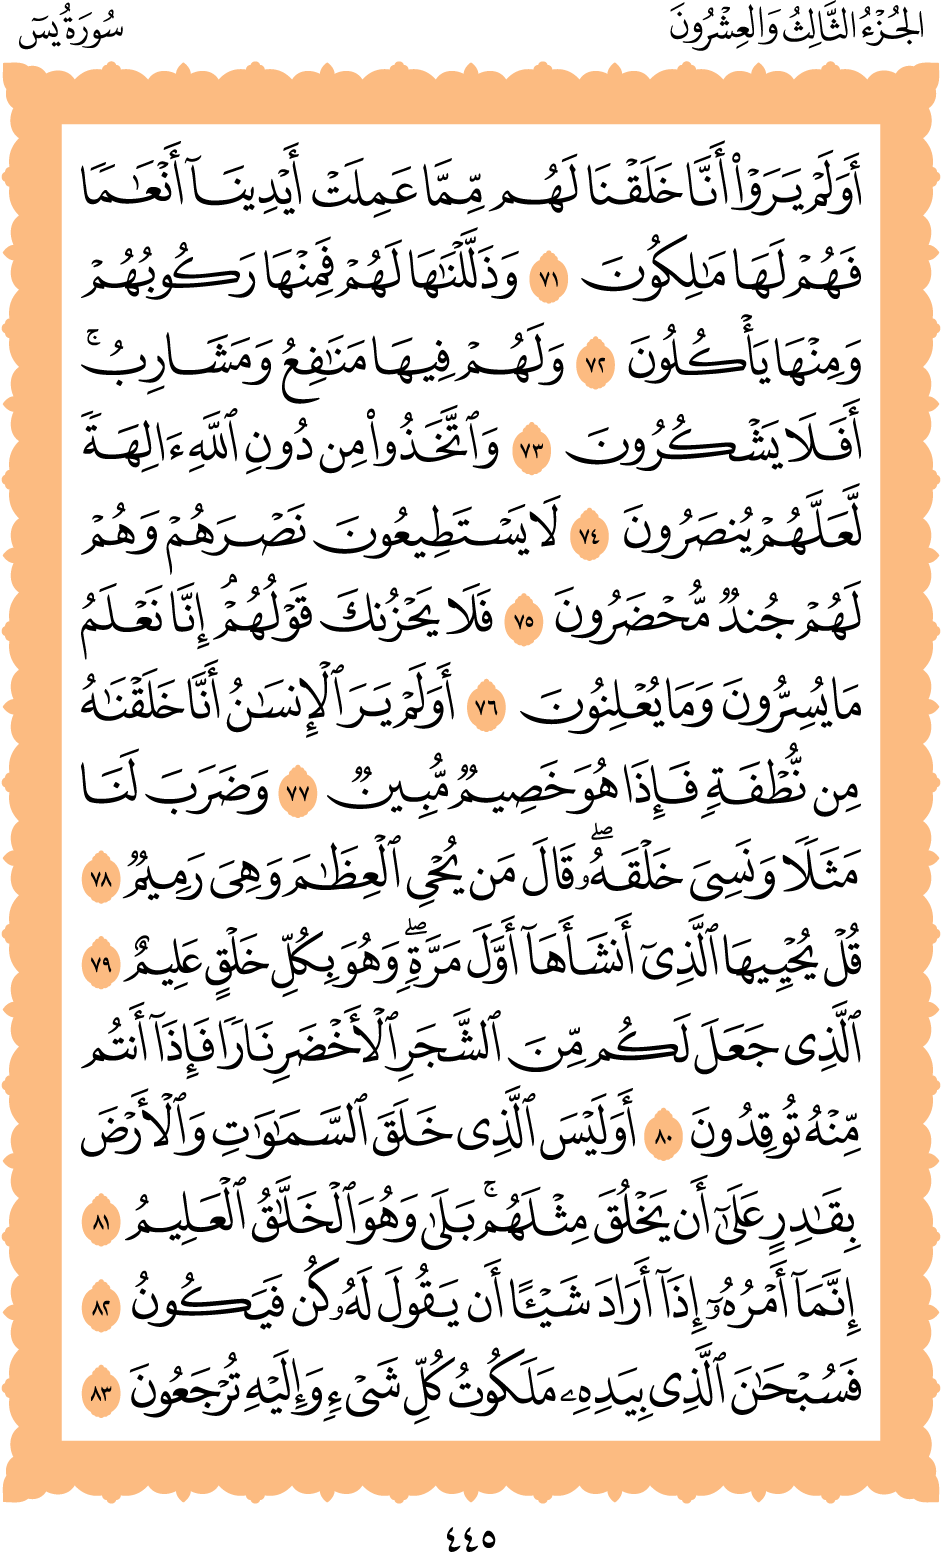 الجُزْءُ الثَّالِثُ وَالعِشْرُونَ
سُورَةُ يسٓ
أَوَلَمۡ يَرَوۡاْ أَنَّا خَلَقۡنَا لَهُم مِّمَّا عَمِلَتۡ أَيۡدِينَآ أَنۡعَٰمٗا
فَهُمۡ لَهَا مَٰلِكُونَ ٧١ وَذَلَّلۡنَٰهَا لَهُمۡ فَمِنۡهَا رَكُوبُهُمۡ
وَمِنۡهَا يَأۡكُلُونَ ٧٢ وَلَهُمۡ فِيهَا مَنَٰفِعُ وَمَشَارِبُۚ
أَفَلَا يَشۡكُرُونَ ٧٣ وَٱتَّخَذُواْ مِن دُونِ ٱللَّهِ ءَالِهَةٗ
لَّعَلَّهُمۡ يُنصَرُونَ ٧٤ لَا يَسۡتَطِيعُونَ نَصۡرَهُمۡ وَهُمۡ
لَهُمۡ جُندٞ مُّحۡضَرُونَ ٧٥ فَلَا يَحۡزُنكَ قَوۡلُهُمۡۘ إِنَّا نَعۡلَمُ
مَا يُسِرُّونَ وَمَا يُعۡلِنُونَ ٧٦ أَوَلَمۡ يَرَ ٱلۡإِنسَٰنُ أَنَّا خَلَقۡنَٰهُ
مِن نُّطۡفَةٖ فَإِذَا هُوَ خَصِيمٞ مُّبِينٞ ٧٧ وَضَرَبَ لَنَا
مَثَلٗا وَنَسِيَ خَلۡقَهُۥۖ قَالَ مَن يُحۡيِ ٱلۡعِظَٰمَ وَهِيَ رَمِيمٞ ٧٨
قُلۡ يُحۡيِيهَا ٱلَّذِيٓ أَنشَأَهَآ أَوَّلَ مَرَّةٖۖ وَهُوَ بِكُلِّ خَلۡقٍ عَلِيمٌ ٧٩
ٱلَّذِي جَعَلَ لَكُم مِّنَ ٱلشَّجَرِ ٱلۡأَخۡضَرِ نَارٗا فَإِذَآ أَنتُم
مِّنۡهُ تُوقِدُونَ ٨٠ أَوَلَيۡسَ ٱلَّذِي خَلَقَ ٱلسَّمَٰوَٰتِ وَٱلۡأَرۡضَ
بِقَٰدِرٍ عَلَىٰٓ أَن يَخۡلُقَ مِثۡلَهُمۚ بَلَىٰ وَهُوَ ٱلۡخَلَّٰقُ ٱلۡعَلِيمُ ٨١
إِنَّمَآ أَمۡرُهُۥٓ إِذَآ أَرَادَ شَيۡـًٔا أَن يَقُولَ لَهُۥ كُن فَيَكُونُ ٨٢
فَسُبۡحَٰنَ ٱلَّذِي بِيَدِهِۦ مَلَكُوتُ كُلِّ شَيۡءٖ وَإِلَيۡهِ تُرۡجَعُونَ ٨٣
٤٤٥